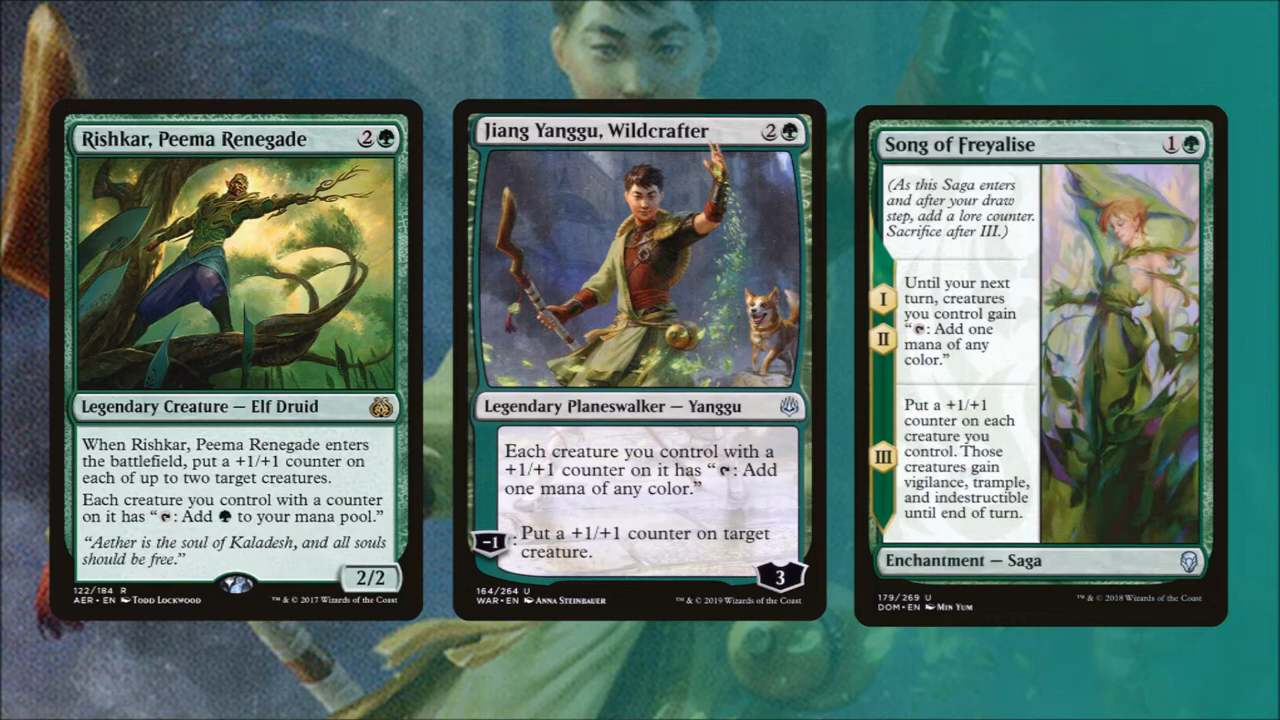 Rishkar, Peema Renegade 2
Legendary Creature — Elf Druid
When Rishkar, Peema Renegade enters
the battlefield, put a +1/+1 counter on
each of up to two target creatures.
Each creature you control with a counter
on it has “: Add to your mana pool.”
“Aether is the soul of Kaladesh, and all souls
should be free.”
2/2
122/184 R
AER • EN Todd Lockwood
™ & © 2017 Wizards of the Coast
Jiang Yanggu, Wildcrafter 2
Legendary Planeswalker — Yanggu
Each creature you control with a
+1/+1 counter on it has “: Add
one mana of any color.”
-1: Put a +1/+1 counter on target
creature.
3
164/264 U
WAR • EN Anna Steinbauer
™ & © 2019 Wizards of the Coast
Song of Freyalise 1
(As this Saga enters
and after your draw
step, add a lore counter.
Sacrifice after III.)
I
II
Until your next
turn, creatures
you control gain
“: Add one
mana of any
color.”
III
Put a +1/+1
counter on each
creature you
control. Those
creatures gain
vigilance, trample,
and indestructible
until end of turn.
Enchantment — Saga
179/269 U
DOM • EN Min Yum
™ & © 2018 Wizards of the Coast